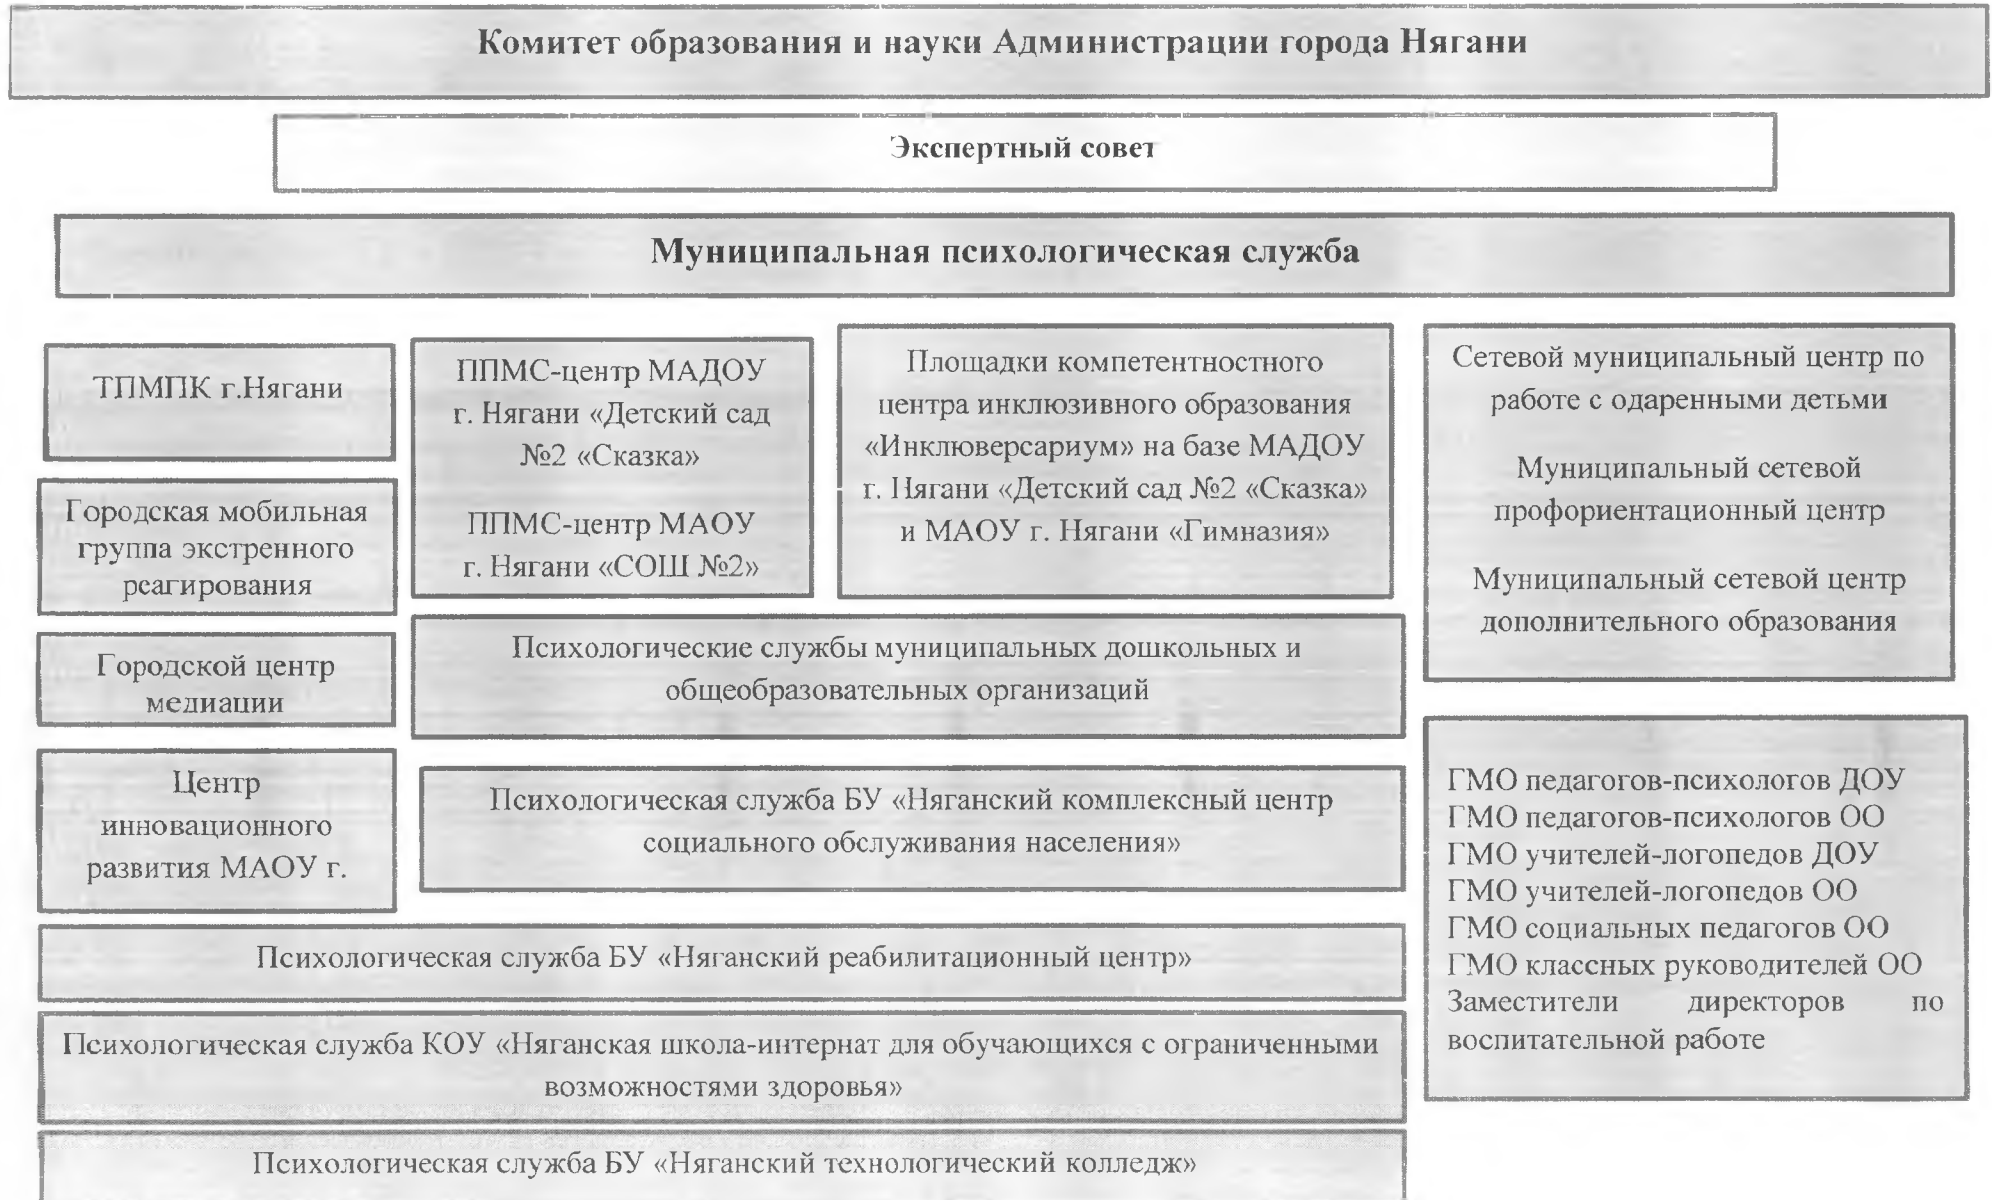 Комитет образования и науки Администрации города Нягани
Экспертный совет
Муниципальная психологическая служба
ТПМПК г.Нягани
Городская мобильная
группа экстренного
реагирования
Городской центр
медиации
Центр
инновационного
развития МАОУ г.
ППМС-центр МАДОУ
г. Нягани «Детский сад
№2 «Сказка»
ППМС-центр МАОУ
г. Нягани «СОШ №2»
Площадки компетентностного
центра инклюзивного образования
«Инклюверсариум» на базе МАДОУ
г. Нягани «Детский сад №2 «Сказка»
и МАОУ г. Нягани «Гимназия»
Психологические службы муниципальных дошкольных и
общеобразовательных организаций
Психологическая служба БУ «Няганский комплексный центр
социального обслуживания населения»
Психологическая служба БУ «Няганский реабилитационный центр»
Психологическая служба КОУ «Няганская школа-интернат для обучающихся с ограниченными
возможностями здоровья»
Психологическая служба БУ «Няганский технологический колледж»
Сетевой муниципальный центр по
работе с одаренными детьми
Муниципальный сетевой
профориентационный центр
Муниципальный сетевой центр
дополнительного образования
ГМО педагогов-психологов ДОУ
ГМО педагогов-психологов ОО
ГМО учителей-логопедов ДОУ
ГМО учителей-логопедов ОО
ГМО социальных педагогов ОО
ГМО классных руководителей ОО
Заместители директоров по
воспитательной работе